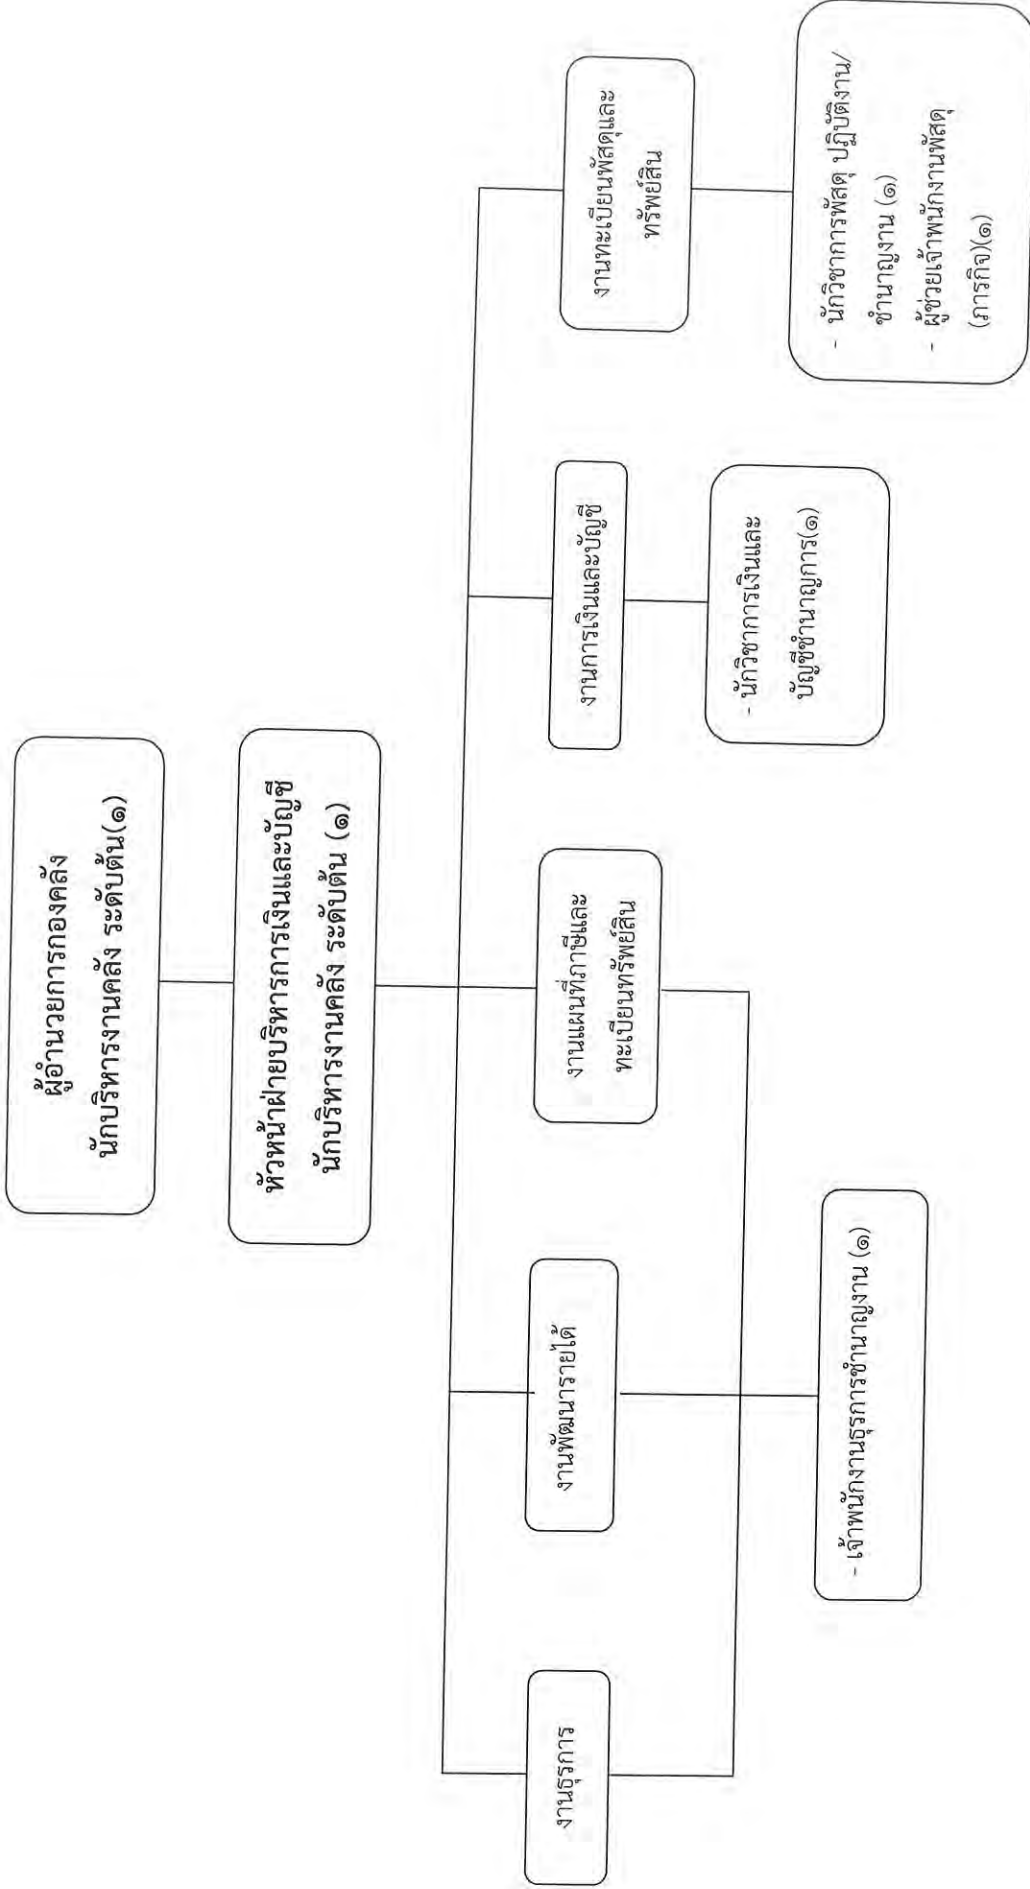 ผู้อำนวยการกองคลัง
นักบริหารงานคลัง ระดับต้น(๑)
หัวหน้าฝ่ายบริหารการเงินและบัญชี
นักบริหารงานคลัง ระดับต้น (๑)
งานธุรการ
งานพัฒนารายได้
งานแผนที่ภาษีและ
ทะเบียนทรัพย์สิน
งานการเงินและบัญชี
งานทะเบียนพัสดุและ
ทรัพย์สิน
- เจ้าพนักงานธุรการชำนาญงาน (๑)
- นักวิชาการเงินและ
บัญชีชำนาญการ(๑)
- นักวิชาการพัสดุ ปฏิบัติงาน/
ชำนาญงาน (๑)
- ผู้ช่วยเจ้าพนักงานพัสดุ
(ภารกิจ)(๑)